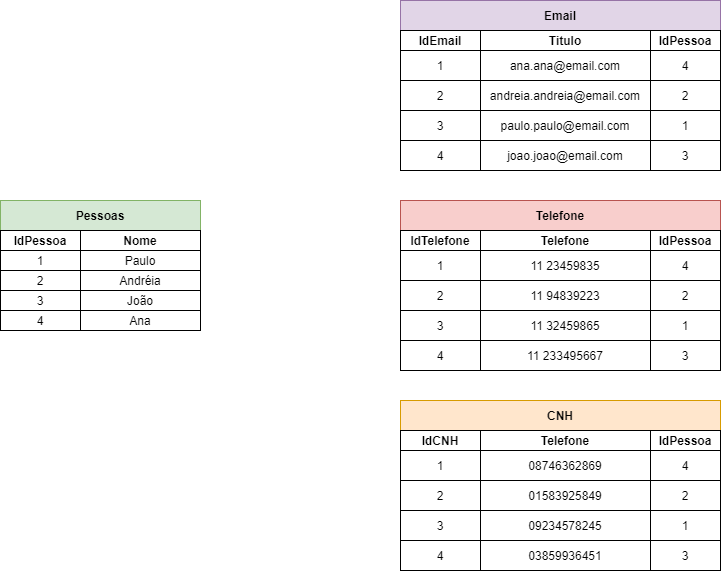 Email
IdEmail Titulo IdPessoa
1 ana.ana@email.com 4
2 andreia.andreia@email.com 2
3 paulo.paulo@email.com 1
4 joao.joao@email.com 3
Pessoas
IdPessoa Nome
1 Paulo
2 Andréia
3 João
4 Ana
Telefone
IdTelefone Telefone IdPessoa
1 11 23459835 4
2 11 94839223 2
3 11 32459865 1
4 11 233495667 3
CNH
IdCNH Telefone IdPessoa
1 08746362869 4
2 01583925849 2
3 09234578245 1
4 03859936451 3